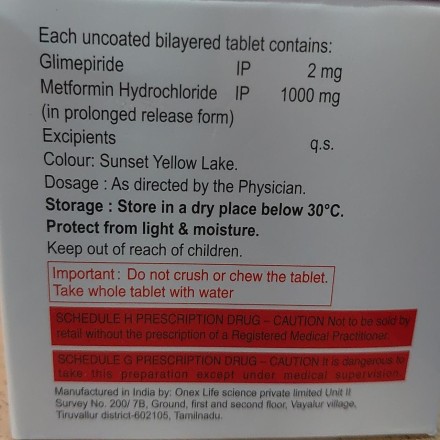 Each uncoated bilayered tablet contains:
Glimepiride IP 2 mg
Metformin Hydrochloride IP 1000 mg
(in prolonged release form)
Excipients q.s.
Colour: Sunset Yellow Lake.
Dosage : As directed by the Physician.
Storage : Store in a dry place below 30°C.
Protect from light & moisture.
Keep out of reach of children.
Important : Do not crush or chew the tablet.
Take whole tablet with water
SCHEDULE H PRESCRIPTION DRUG – CAUTION Not to be sold by
retail without the prescription of a Registered Medical Practitioner.
SCHEDULE G PRESCRIPTION DRUG – CAUTION It is dangerous to
take this preparation except under medical supervision.
Manufactured in India by: Onex Life science private limited Unit II
Survey No. 200/ 7B, Ground, first and second floor, Vayalur village,
Tiruvallur district-602105, Tamilnadu.